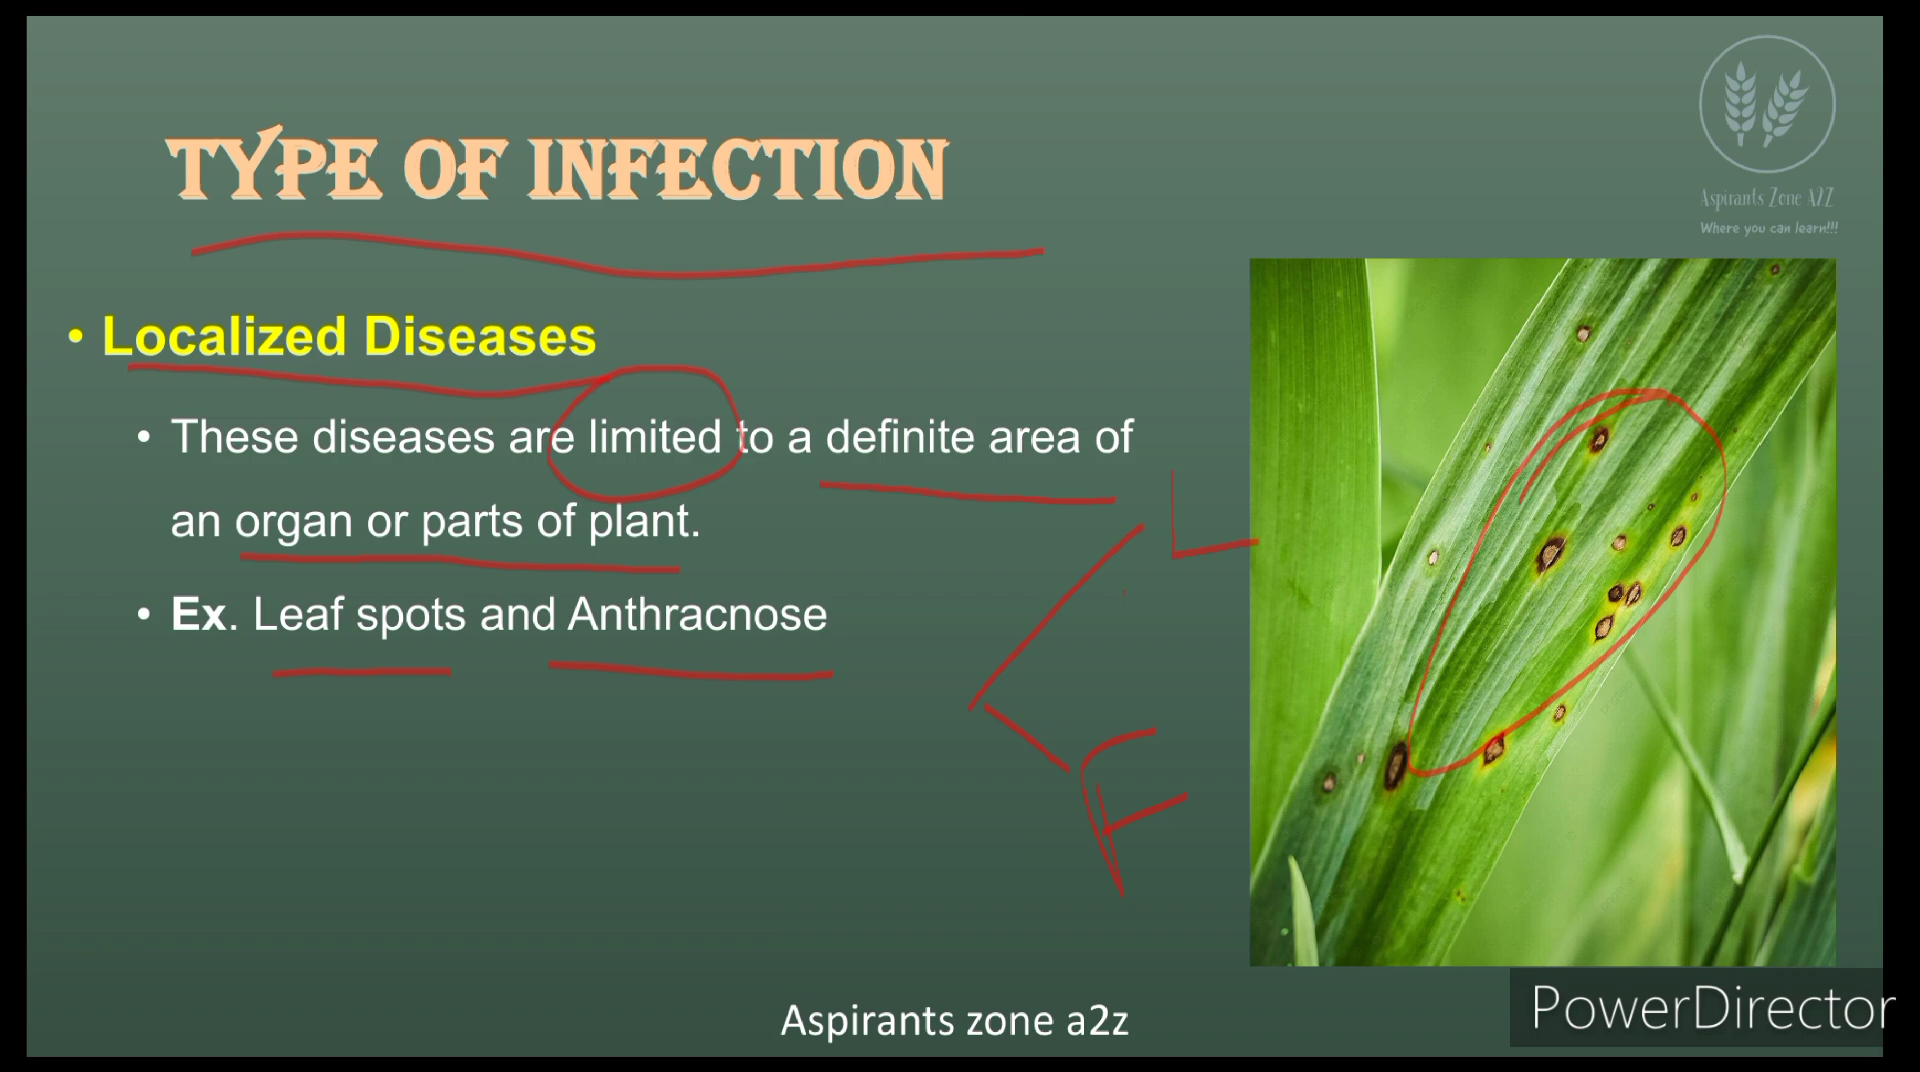 TYPE OF INFECTION
Aspirants Zone A2Z
Where you can learn!!!
• Localized Diseases
• These diseases are limited to a definite area of
an organ or parts of plant.
• Ex. Leaf spots and Anthracnose
L
F
Aspirants zone a2z
PowerDirector